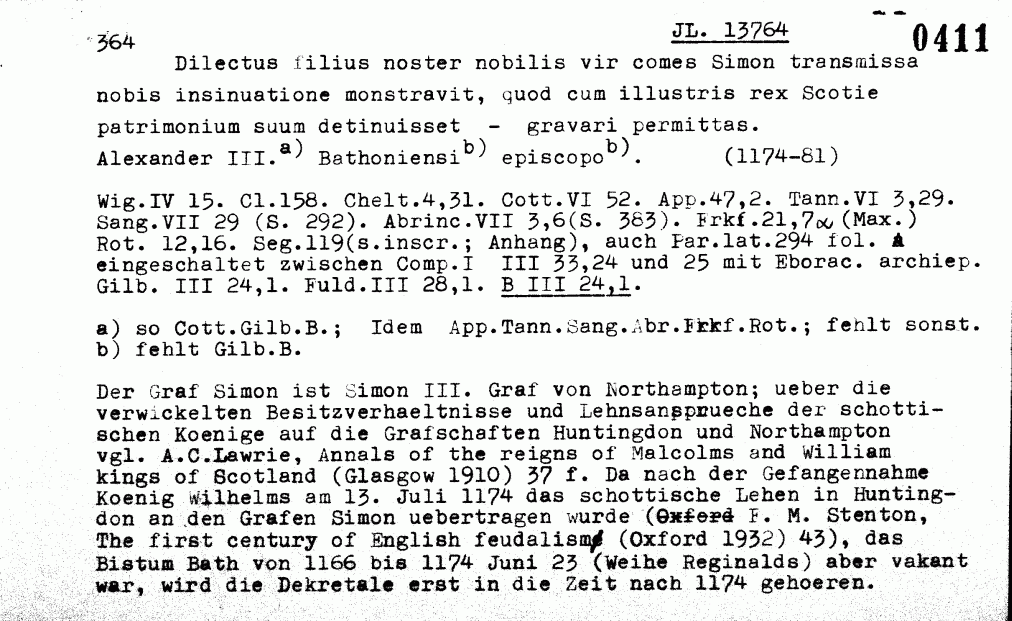 364 JL. 13764 0411
Dilectus filius noster nobilis vir comes Simon transmissa
nobis insinuatione monstravit, quod cum illustris rex Scotie
patrimonium suum detinuisset - gravari permittas.
Alexander III.a) Bathoniensib) episcopob). (1174-81)
Wig.IV 15. Cl.158. Chelt.4,31. Cott.VI 52. App.47,2. Tann.VI 3,29.
Sang.VII 29 (S. 292). Abrinc.VII 3,6(S. 383). Frkf.21,7α (Max.)
Rot. 12,16. Seg.119(s.inscr.; Anhang), auch Par.lat.294 fol. A
eingeschaltet zwischen Comp.I III 33,24 und 25 mit Eborac. archiep.
Gilb. III 24,1. Fuld.III 28,1. B III 24,1.
a) so Cott.Gilb.B.; Idem App.Tann.Sang.Abr.Frkf.Rot.; fehlt sonst.
b) fehlt Gilb.B.
Der Graf Simon ist Simon III. Graf von Northampton; ueber die
verwickelten Besitzverhaeltnisse und Lehnsansprueche der schotti-
schen Koenige auf die Grafschaften Huntingdon und Northampton
vgl. A.C.Lawrie, Annals of the reigns of Malcolms and William
kings of Scotland (Glasgow 1910) 37 f. Da nach der Gefangennahme
Koenig Wilhelms am 13. Juli 1174 das schottische Lehen in Hunting-
don an den Grafen Simon uebertragen wurde (Oxford F. M. Stenton,
The first century of English feudalism (Oxford 1932) 43), das
Bistum Bath von 1166 bis 1174 Juni 23 (Weihe Reginalds) aber vakant
war, wird die Dekretale erst in die Zeit nach 1174 gehoeren.